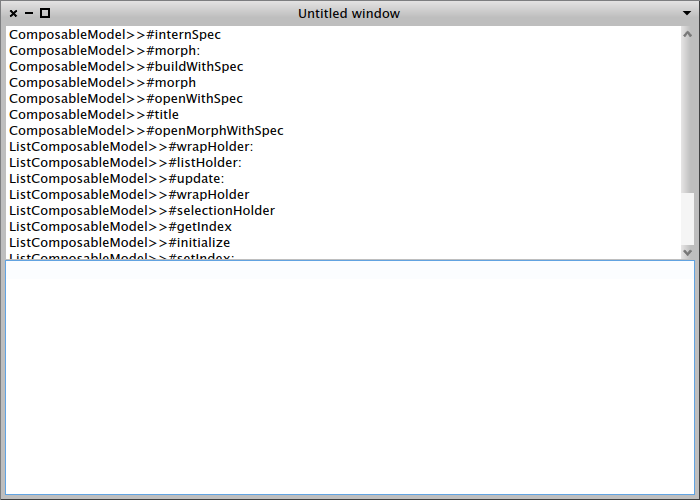 Untitled window
ComposableModel>>#internSpec
ComposableModel>>#morph:
ComposableModel>>#buildWithSpec
ComposableModel>>#morph
ComposableModel>>#openWithSpec
ComposableModel>>#title
ComposableModel>>#openMorphWithSpec
ListComposableModel>>#wrapHolder:
ListComposableModel>>#listHolder:
ListComposableModel>>#update:
ListComposableModel>>#wrapHolder
ListComposableModel>>#selectionHolder
ListComposableModel>>#getIndex
ListComposableModel>>#initialize
ListComposableModel>>#setIndex: